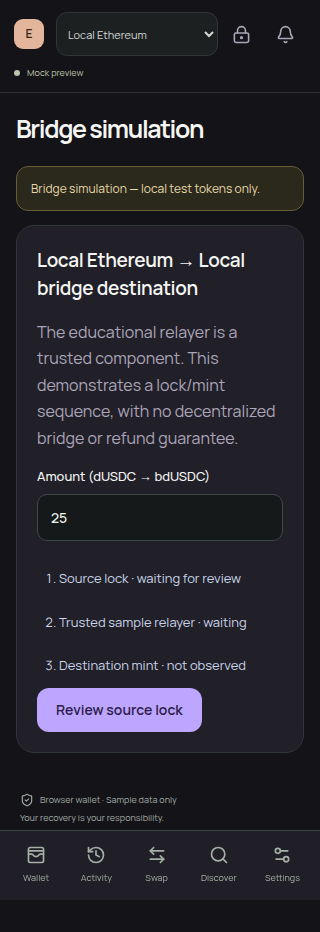 E
Local Ethereum
Mock preview
Bridge simulation
Bridge simulation — local test tokens only.
Local Ethereum → Local
bridge destination
The educational relayer is a
trusted component. This
demonstrates a lock/mint
sequence, with no decentralized
bridge or refund guarantee.
Amount (dUSDC → bdUSDC)
25
1. Source lock · waiting for review
2. Trusted sample relayer · waiting
3. Destination mint · not observed
Review source lock
Browser wallet · Sample data only
Your recovery is your responsibility.
Wallet Activity Swap Discover Settings